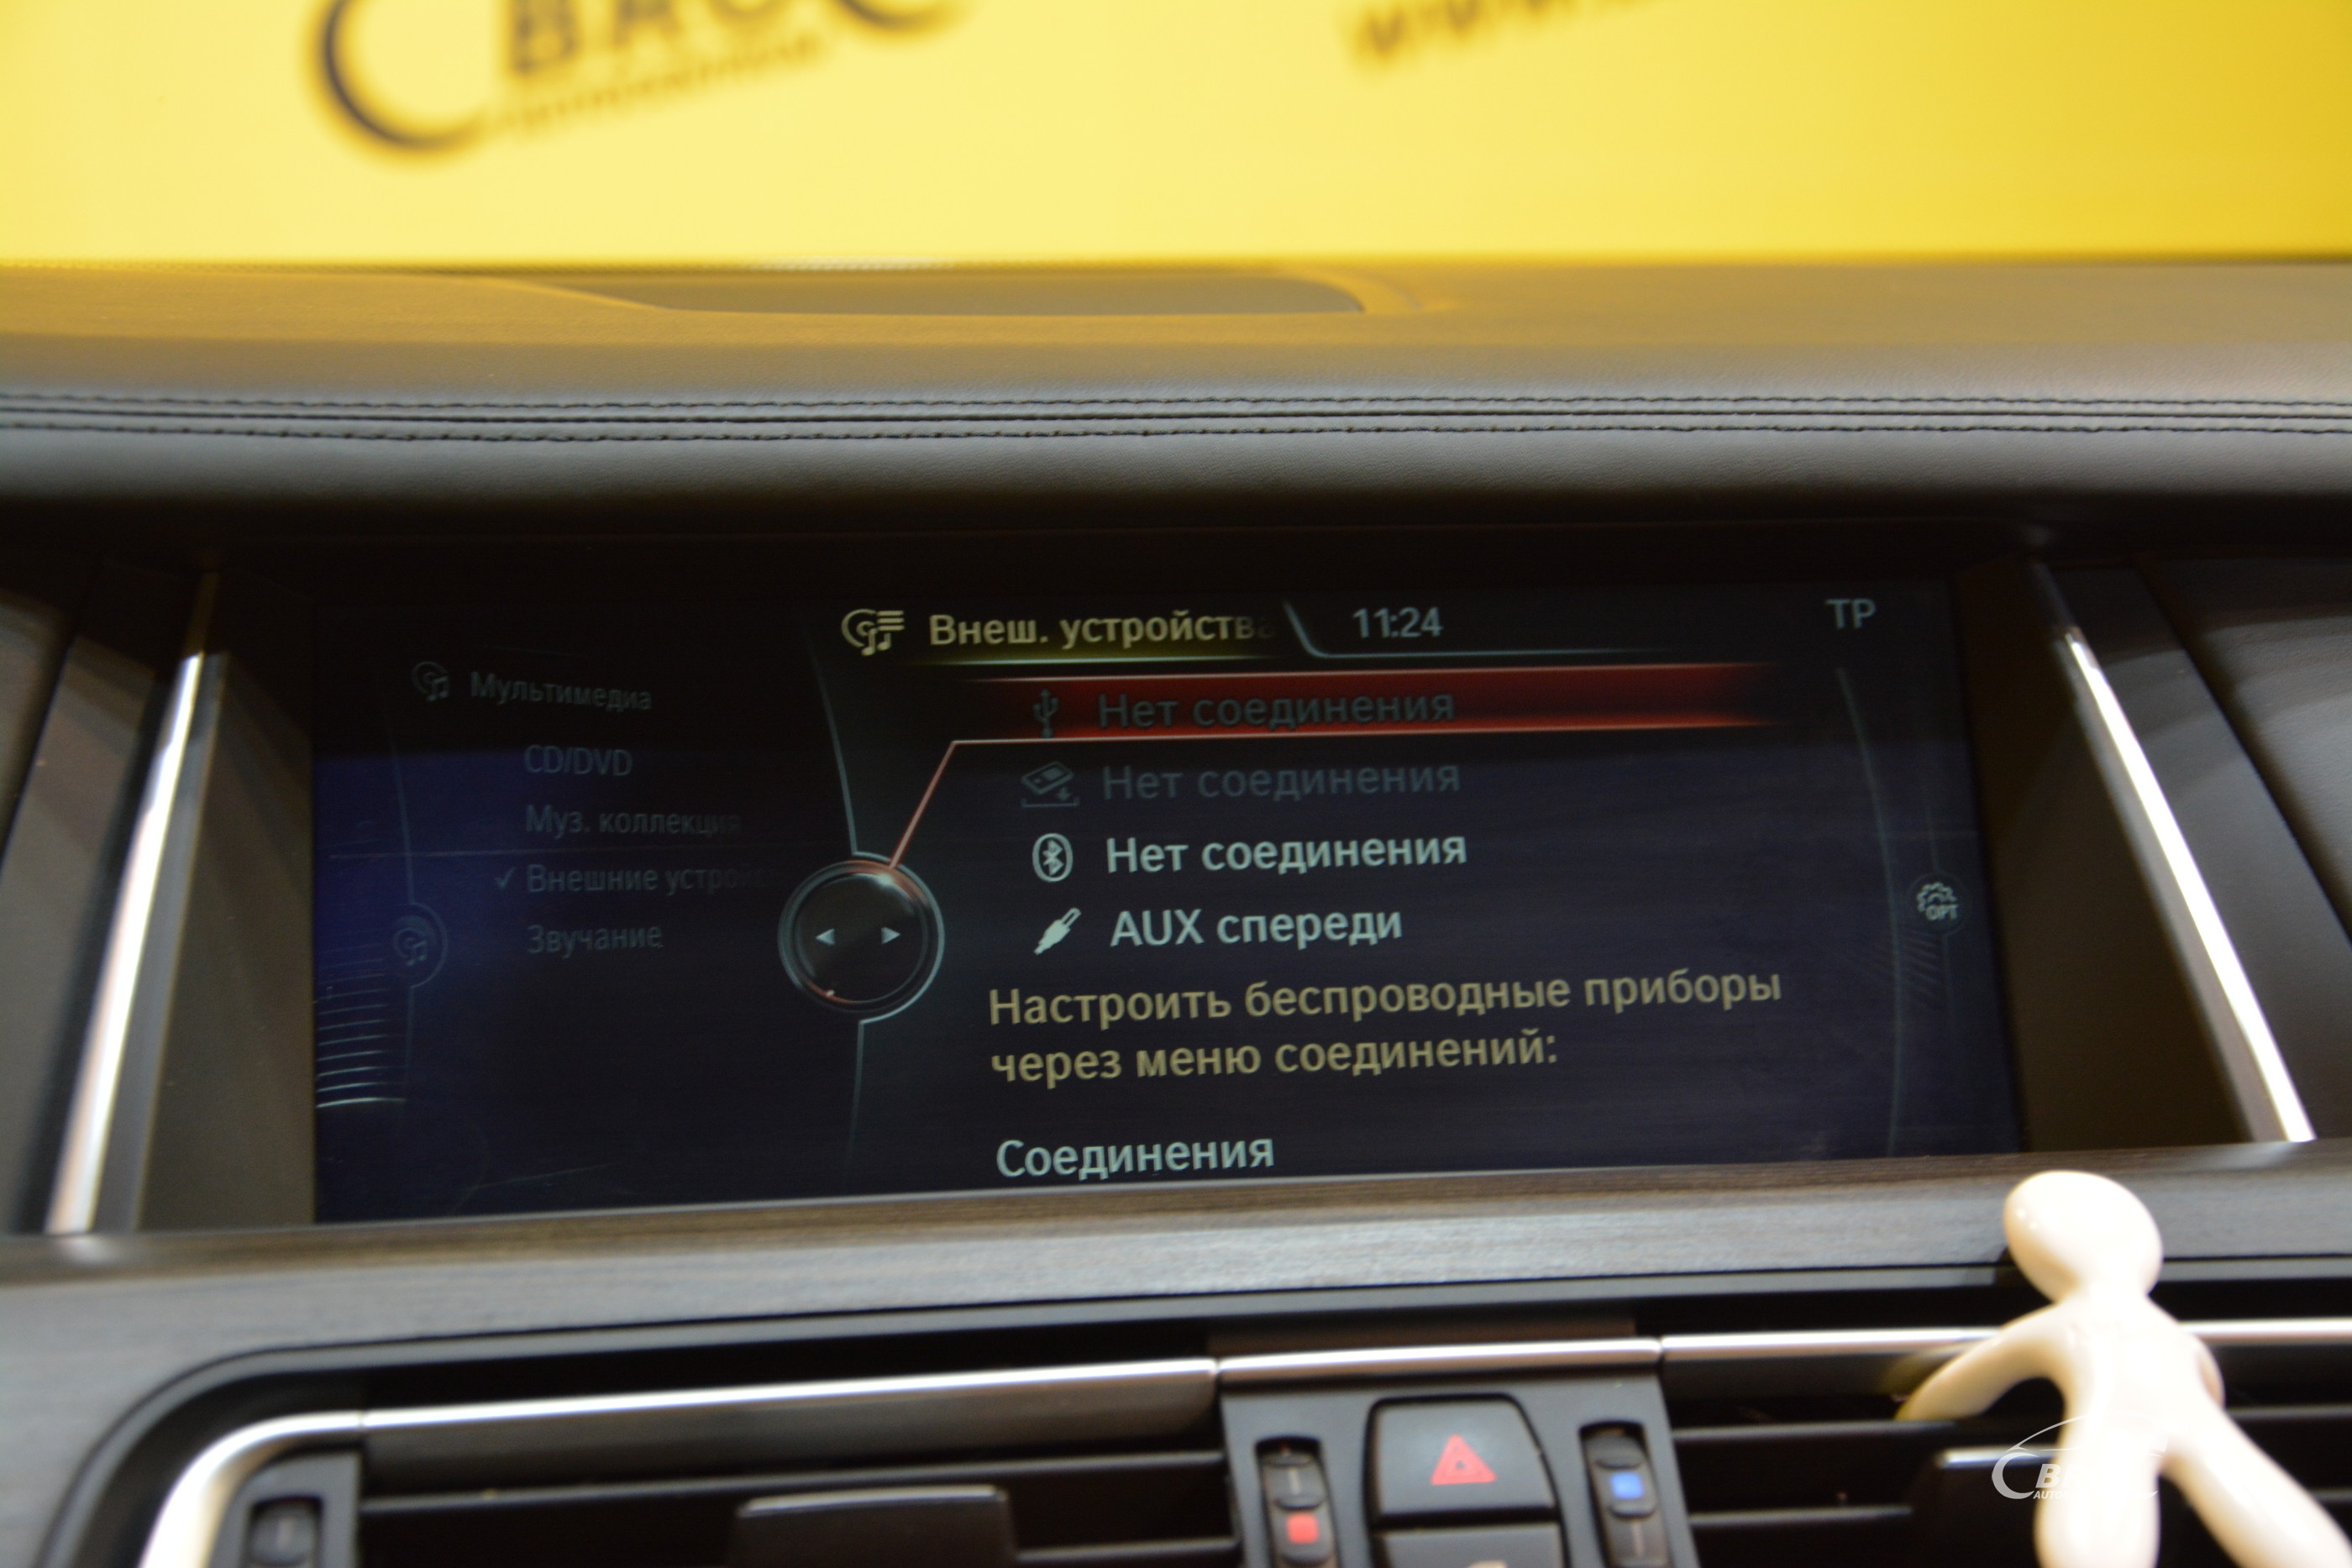 Внеш. устройства
11:24
TP
Мультимедиа
CD/DVD
Муз. коллекция
✓ Внешние устрой
Звучание
Нет соединения
Нет соединения
Нет соединения
AUX спереди
Настроить беспроводные приборы
через меню соединений:
Соединения
OPT